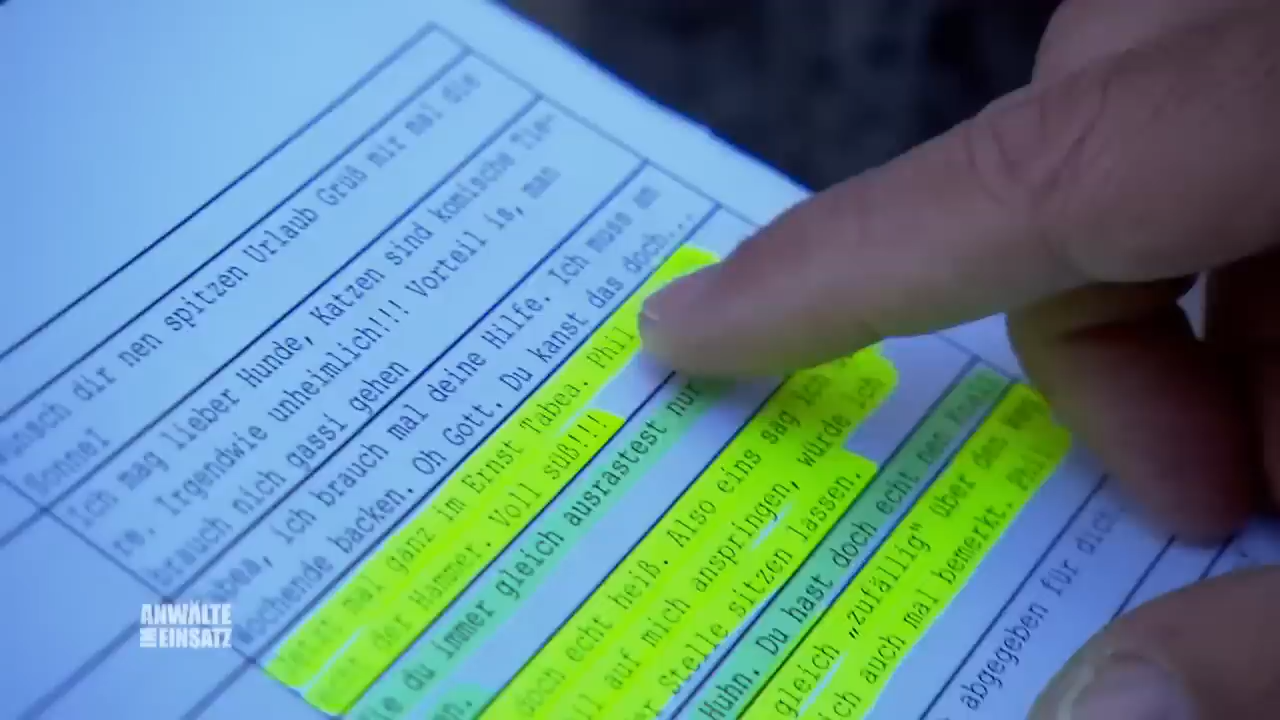 dir nen spitzen Urlaub Gruß mir mal die
Sonne!
Ich mag lieber Hunde, Katzen sind komische Tie-
re. Irgendwie unheimlich!!! Vorteil is, man
brauch nich gassi gehen
ich brauch mal deine Hilfe. Ich muss am
Wochende backen. Oh Gott. Du kanst das doch...
mal ganz im Ernst Tabea. Phil
der Hammer. Voll süß!!!
du immer gleich ausrastest nur
doch echt heiß. Also eins sag ich
auf mich anspringen, würde ich
Stelle sitzen lassen.
Huhn. Du hast doch echt nen
gleich „zufällig" über den
ich auch mal bemerkt. Phil
abgegeben für dich
ANWÄLTE
IM EINSATZ